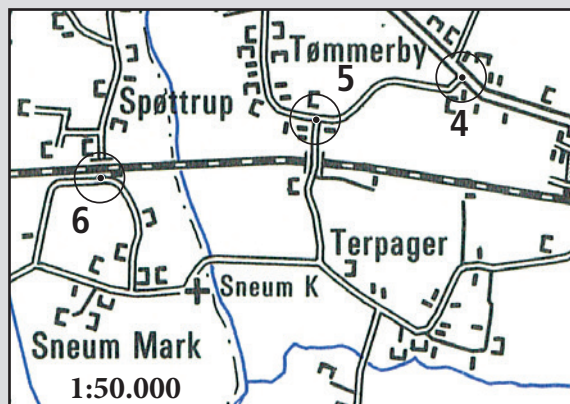 Tømmerby
5
4
Spøttrup
6
Terpager
Sneum K
Sneum Mark
1:50.000